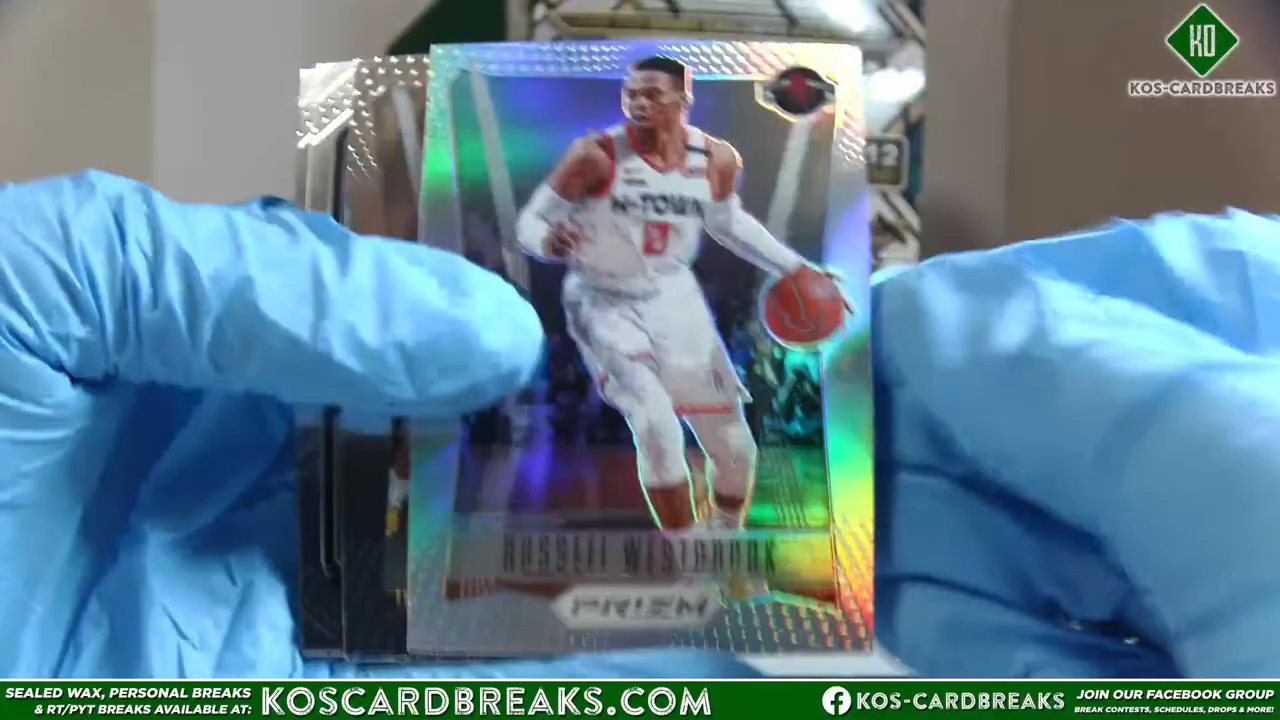 KO
KOS-CARDBREAKS
12
H-TOWN
RUSSELL WESTBROOK
PRIZM
SEALED WAX, PERSONAL BREAKS
& RT/PYT BREAKS AVAILABLE AT:
KOSCARDBREAKS.COM
KOS-CARDBREAKS
JOIN OUR FACEBOOK GROUP
BREAK CONTESTS, SCHEDULES, DROPS & MORE!